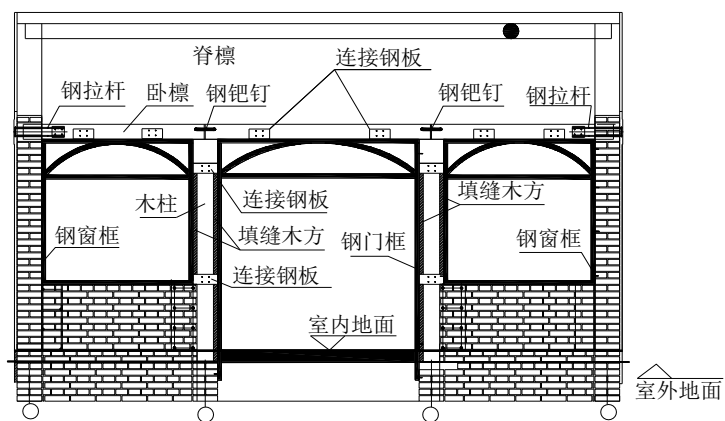 脊檩
连接钢板
钢拉杆
卧檩
钢钯钉
钢钯钉
钢拉杆
木柱
连接钢板
填缝木方
填缝木方
钢窗框
钢门框
钢窗框
连接钢板
室内地面
室外地面